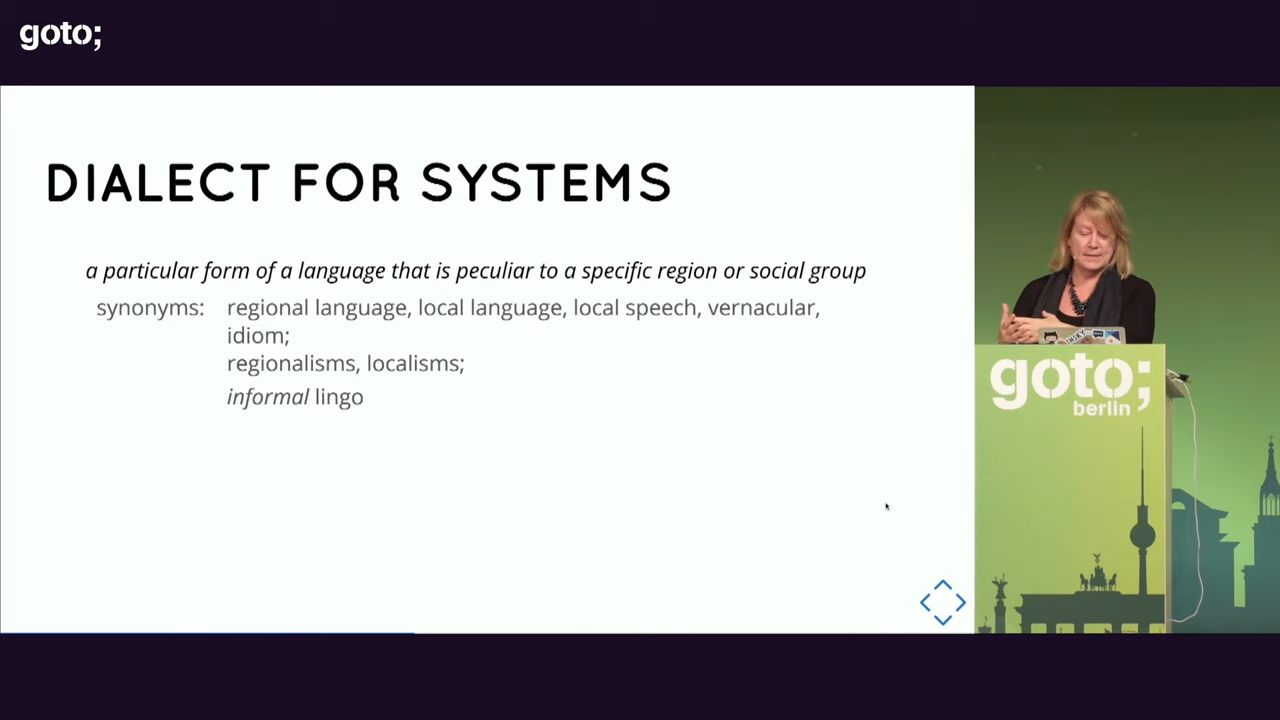 goto;
DIALECT FOR SYSTEMS
a particular form of a language that is peculiar to a specific region or social group
synonyms: regional language, local language, local speech, vernacular,
idiom;
regionalisms, localisms;
informal lingo
goto;
berlin